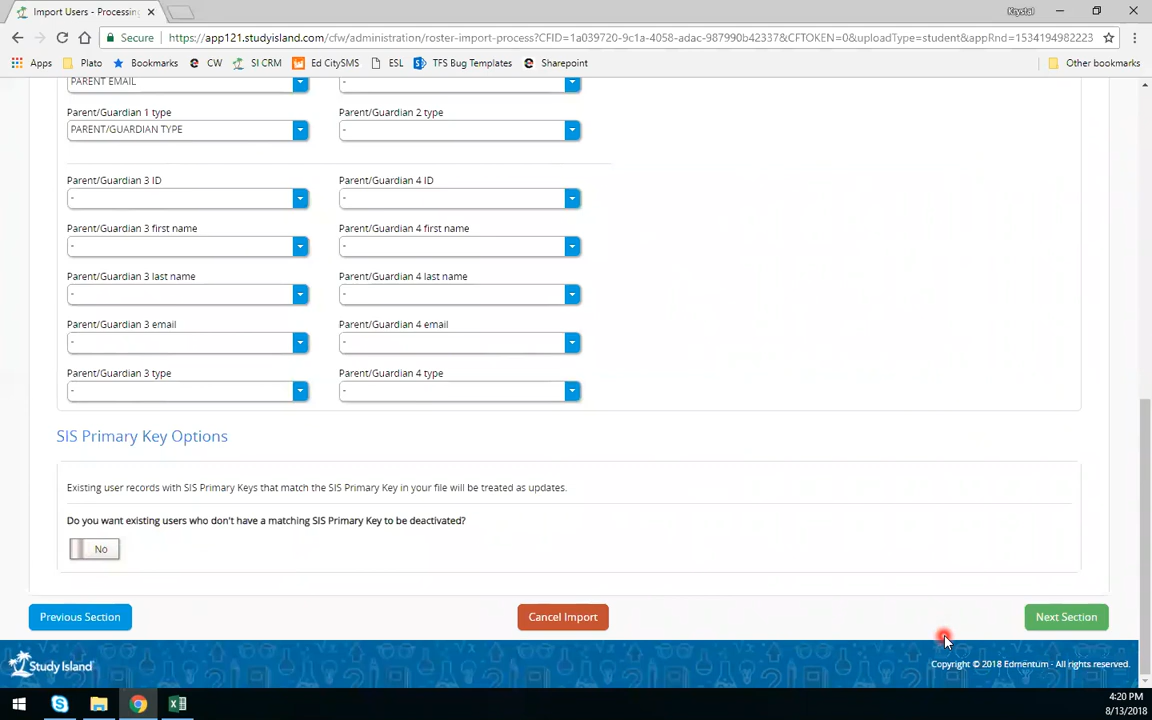 Import Users - Processing
Krystal
Secure
https://app121.studyisland.com/cfw/administration/roster-import-process?CFID=1a039720-9c1a-4058-adac-987990b42337&CFTOKEN=0&uploadType=student&appRnd=1534194982223
Apps
Plato
Bookmarks
CW
SI CRM
Ed CitySMS
ESL
TFS Bug Templates
Sharepoint
Other bookmarks
PARENT EMAIL
-
Parent/Guardian 1 type
Parent/Guardian 2 type
PARENT/GUARDIAN TYPE
-
Parent/Guardian 3 ID
Parent/Guardian 4 ID
-
-
Parent/Guardian 3 first name
Parent/Guardian 4 first name
-
-
Parent/Guardian 3 last name
Parent/Guardian 4 last name
-
-
Parent/Guardian 3 email
Parent/Guardian 4 email
-
-
Parent/Guardian 3 type
Parent/Guardian 4 type
-
-
SIS Primary Key Options
Existing user records with SIS Primary Keys that match the SIS Primary Key in your file will be treated as updates.
Do you want existing users who don't have a matching SIS Primary Key to be deactivated?
No
Previous Section
Cancel Import
Next Section
Study Island
Copyright © 2018 Edmentum - All rights reserved.
4:20 PM
8/13/2018